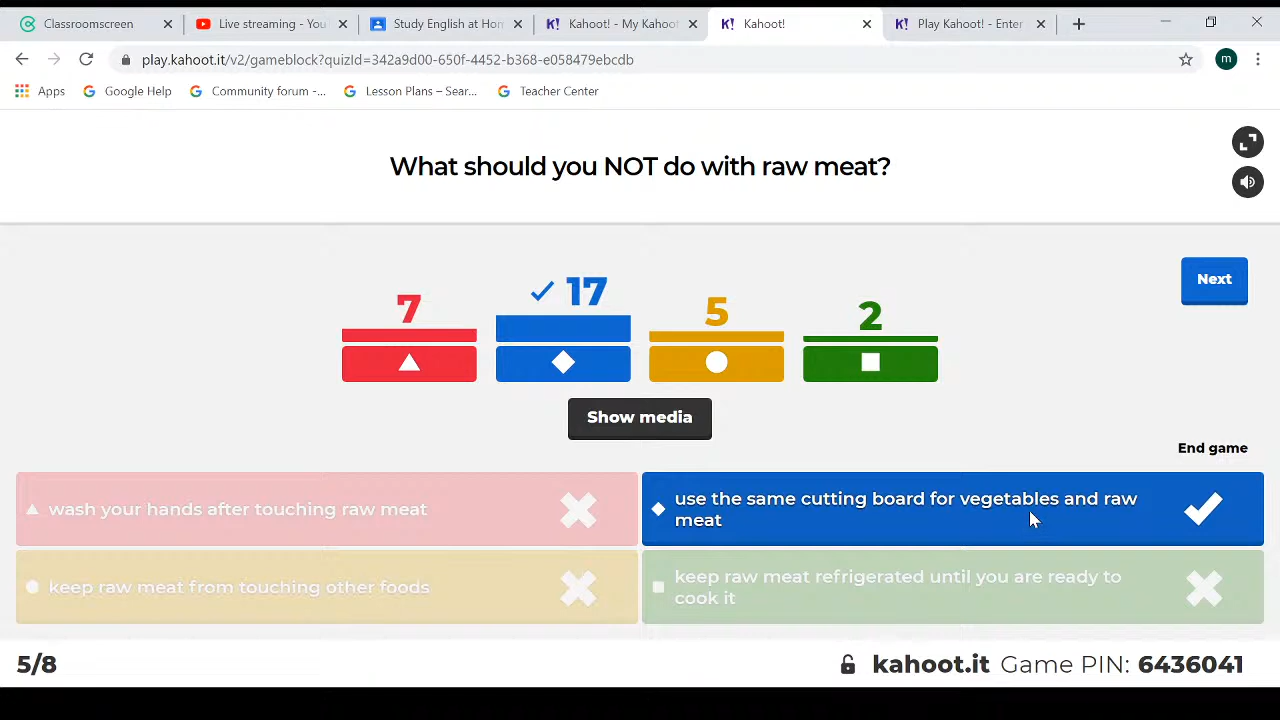 Classroomscreen
Live streaming - You
Study English at Hom
K! Kahoot! - My Kahoot
K! Kahoot!
K! Play Kahoot! - Enter
play.kahoot.it/v2/gameblock?quizId=342a9d00-650f-4452-b368-e058479ebcdb
m
Apps
G Google Help
G Community forum -...
G Lesson Plans – Sear...
G Teacher Center
What should you NOT do with raw meat?
Next
7
17
5
2
Show media
End game
wash your hands after touching raw meat
use the same cutting board for vegetables and raw
meat
keep raw meat from touching other foods
keep raw meat refrigerated until you are ready to
cook it
5/8
kahoot.it Game PIN: 6436041